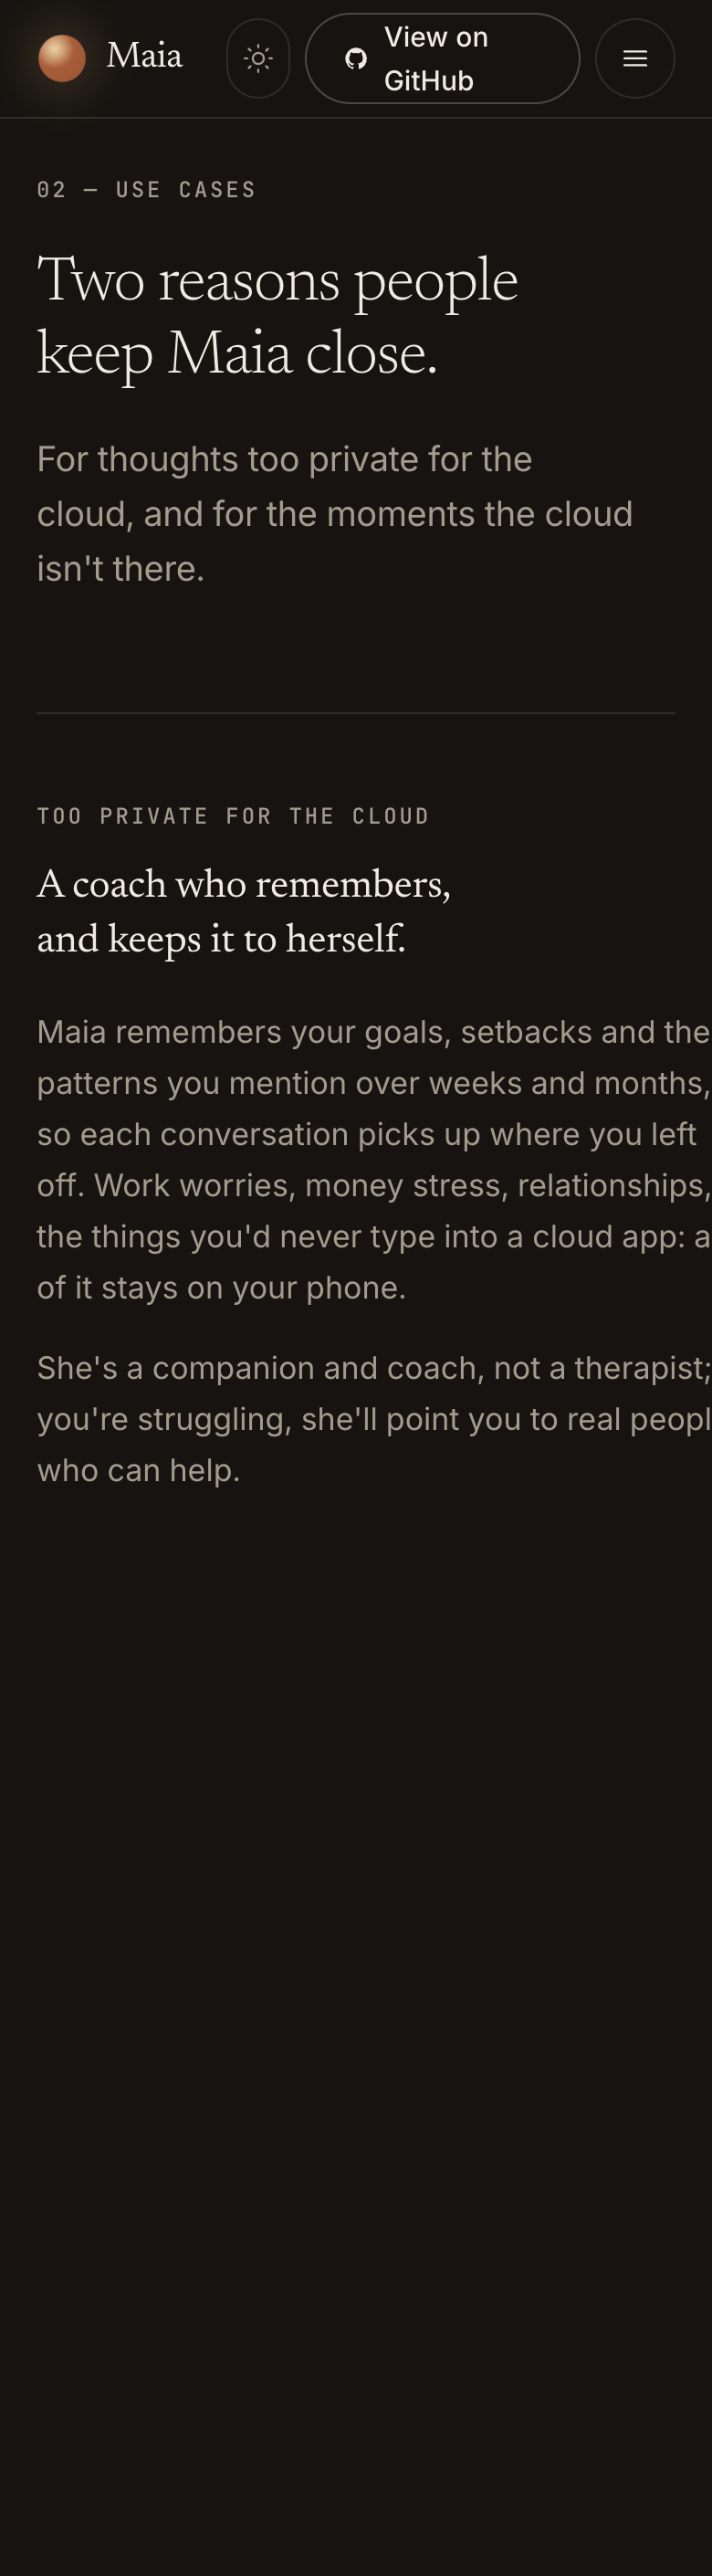 Maia
View on
GitHub
02 — USE CASES
Two reasons people
keep Maia close.
For thoughts too private for the
cloud, and for the moments the cloud
isn't there.
TOO PRIVATE FOR THE CLOUD
A coach who remembers,
and keeps it to herself.
Maia remembers your goals, setbacks and the
patterns you mention over weeks and months,
so each conversation picks up where you left
off. Work worries, money stress, relationships,
the things you'd never type into a cloud app: a
of it stays on your phone.
She's a companion and coach, not a therapist;
you're struggling, she'll point you to real peopl
who can help.